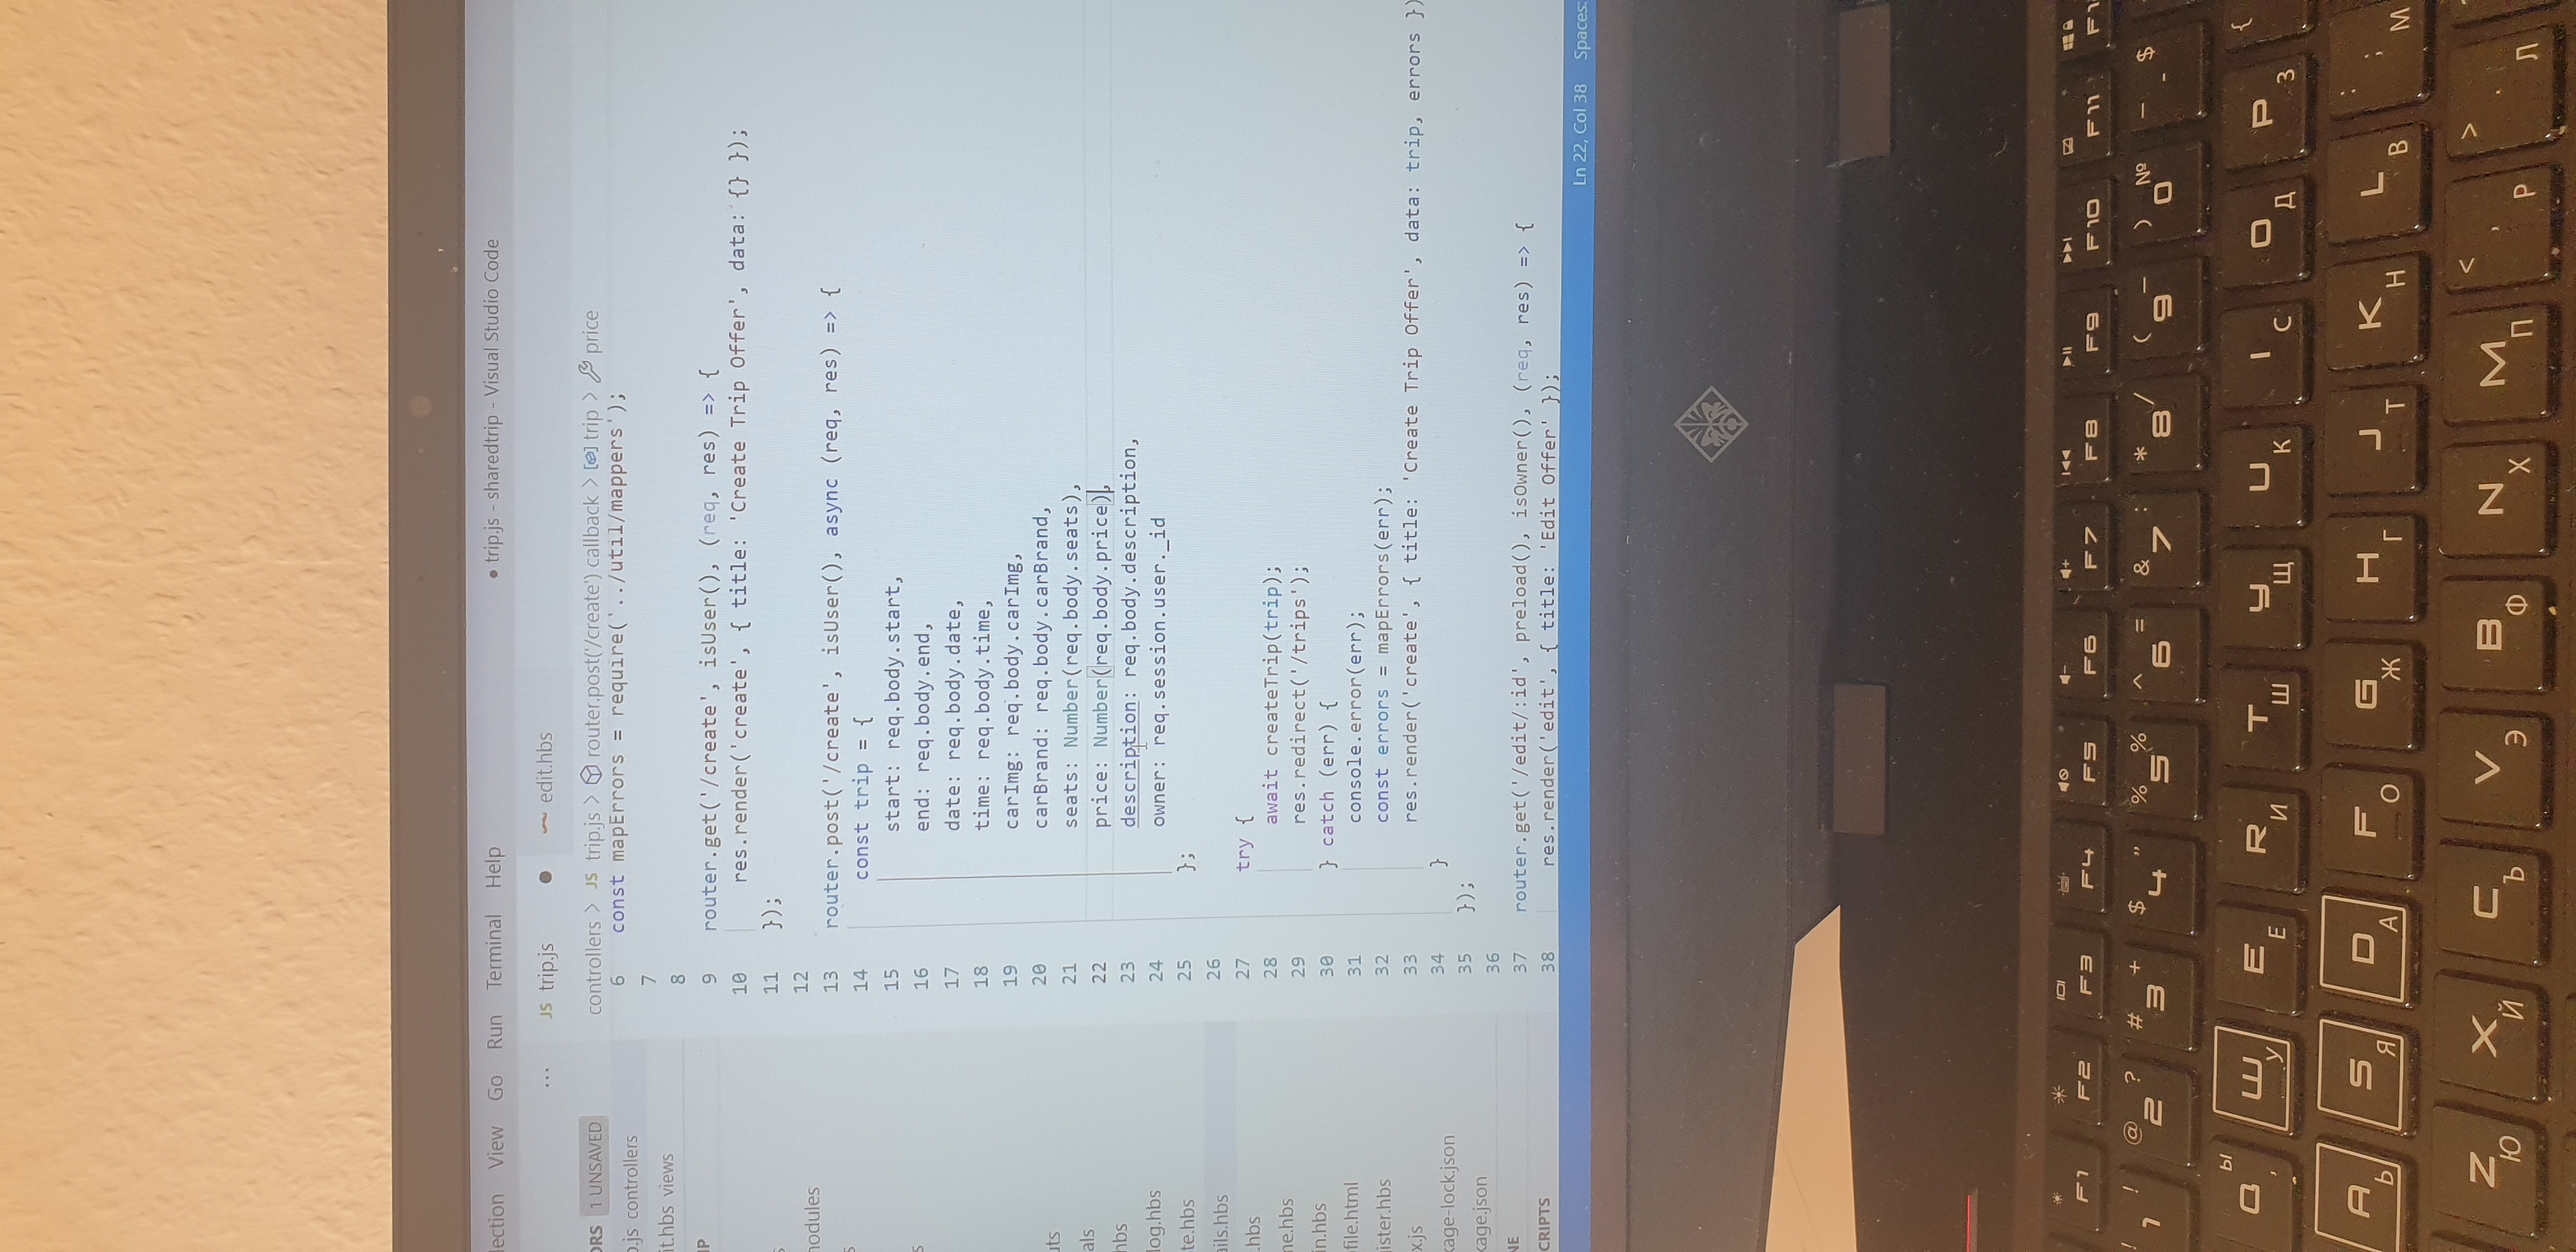 lection View Go Run Terminal Help ● trip.js - sharedtrip - Visual Studio Code
... JS trip.js ● edit.hbs
ORS 1 UNSAVED
controllers > JS trip.js > router.post('/create') callback > trip > price
p.js controllers
it.hbs views
IP
s
nodules
s
s
uts
als
hbs
log.hbs
te.hbs
ails.hbs
.hbs
ne.hbs
in.hbs
file.html
ister.hbs
x.js
kage-lock.json
kage.json
NE
CRIPTS
6 const mapErrors = require('../util/mappers');
7
8
9 router.get('/create', isUser(), (req, res) => {
10 res.render('create', { title: 'Create Trip Offer', data: {} });
11 });
12
13 router.post('/create', isUser(), async (req, res) => {
14 const trip = {
15 start: req.body.start,
16 end: req.body.end,
17 date: req.body.date,
18 time: req.body.time,
19 carImg: req.body.carImg,
20 carBrand: req.body.carBrand,
21 seats: Number(req.body.seats),
22 price: Number(req.body.price),
23 description: req.body.description,
24 owner: req.session.user._id
25 };
26
27 try {
28 await createTrip(trip);
29 res.redirect('/trips');
30 } catch (err) {
31 console.error(err);
32 const errors = mapErrors(err);
33 res.render('create', { title: 'Create Trip Offer', data: trip, errors })
34 }
35 });
36
37 router.get('/edit/:id', preload(), isOwner(), (req, res) => {
38 res.render('edit', { title: 'Edit Offer' });
Ln 22, Col 38 Spaces:
F1 F2 F3 F4 F5 F6 F7 F8 F9 F10 F11 F1
! 1 ! @ 2 ? # 3 + $ 4 " % 5 % ^ 6 = & 7 : * 8 / ( 9 – ) 0 № – - $
Q Ы , Ш У E Е R И T Ш У Щ U К I С O Д P З {
A Ь S Я D А F О G Ж H Г J Т K Н L В : ; М
Z Ю X Й C Ъ V Э B Ф N Х M П < , Р > . Л